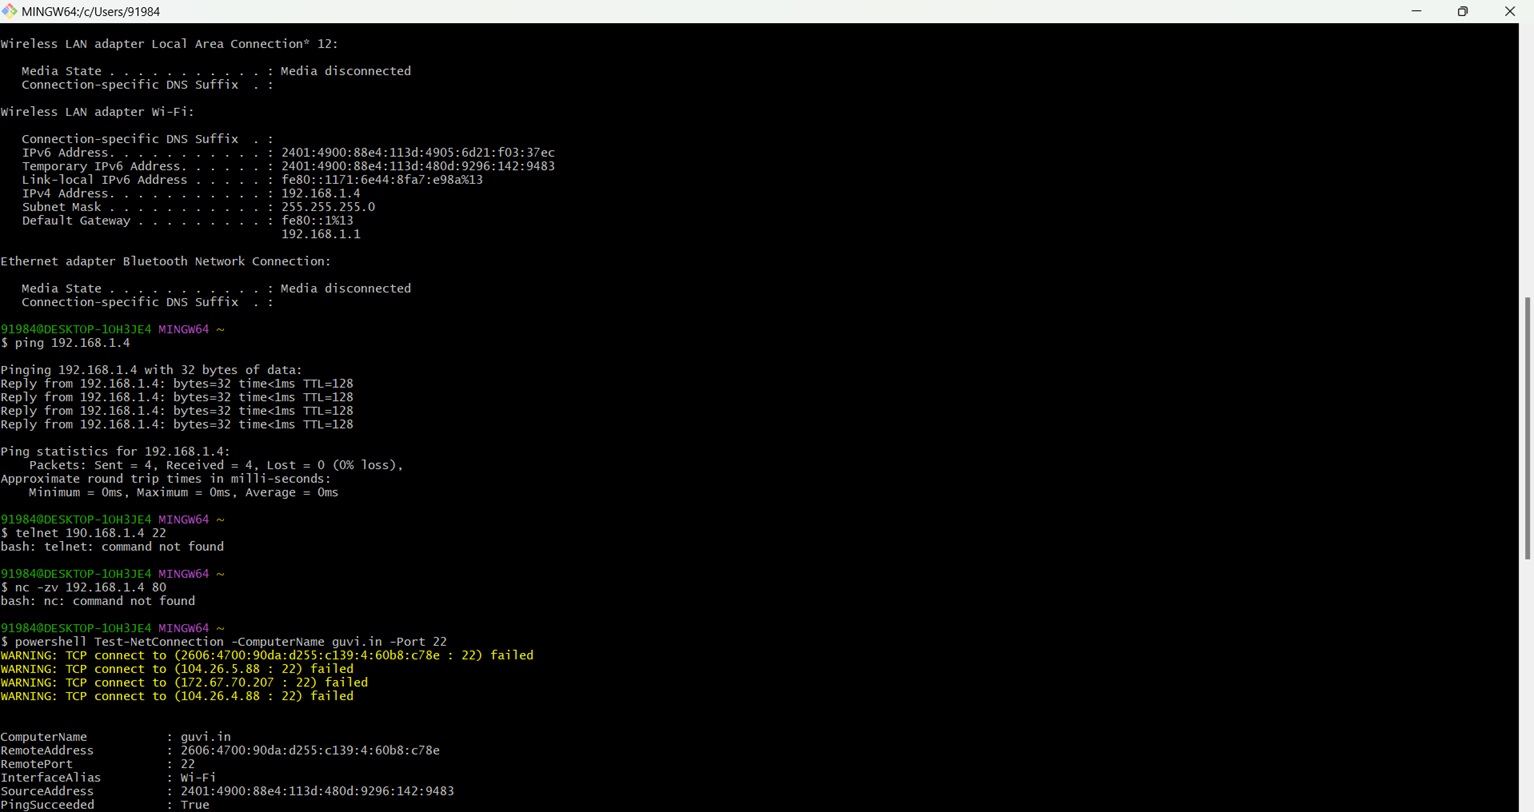 MINGW64:/c/Users/91984
Wireless LAN adapter Local Area Connection* 12:
Media State . . . . . . . . . . . : Media disconnected
Connection-specific DNS Suffix  . :
Wireless LAN adapter Wi-Fi:
Connection-specific DNS Suffix  . :
IPv6 Address. . . . . . . . . . . : 2401:4900:88e4:113d:4905:6d21:f03:37ec
Temporary IPv6 Address. . . . . . : 2401:4900:88e4:113d:480d:9296:142:9483
Link-local IPv6 Address . . . . . : fe80::1171:6e44:8fa7:e98a%13
IPv4 Address. . . . . . . . . . . : 192.168.1.4
Subnet Mask . . . . . . . . . . . : 255.255.255.0
Default Gateway . . . . . . . . . : fe80::1%13
192.168.1.1
Ethernet adapter Bluetooth Network Connection:
Media State . . . . . . . . . . . : Media disconnected
Connection-specific DNS Suffix  . :
91984@DESKTOP-1OH3JE4 MINGW64 ~
$ ping 192.168.1.4
Pinging 192.168.1.4 with 32 bytes of data:
Reply from 192.168.1.4: bytes=32 time<1ms TTL=128
Reply from 192.168.1.4: bytes=32 time<1ms TTL=128
Reply from 192.168.1.4: bytes=32 time<1ms TTL=128
Reply from 192.168.1.4: bytes=32 time<1ms TTL=128
Ping statistics for 192.168.1.4:
Packets: Sent = 4, Received = 4, Lost = 0 (0% loss),
Approximate round trip times in milli-seconds:
Minimum = 0ms, Maximum = 0ms, Average = 0ms
91984@DESKTOP-1OH3JE4 MINGW64 ~
$ telnet 190.168.1.4 22
bash: telnet: command not found
91984@DESKTOP-1OH3JE4 MINGW64 ~
$ nc -zv 192.168.1.4 80
bash: nc: command not found
91984@DESKTOP-1OH3JE4 MINGW64 ~
$ powershell Test-NetConnection -ComputerName guvi.in -Port 22
WARNING: TCP connect to (2606:4700:90da:d255:c139:4:60b8:c78e : 22) failed
WARNING: TCP connect to (104.26.5.88 : 22) failed
WARNING: TCP connect to (172.67.70.207 : 22) failed
WARNING: TCP connect to (104.26.4.88 : 22) failed
ComputerName : guvi.in
RemoteAddress : 2606:4700:90da:d255:c139:4:60b8:c78e
RemotePort : 22
InterfaceAlias : Wi-Fi
SourceAddress : 2401:4900:88e4:113d:480d:9296:142:9483
PingSucceeded : True